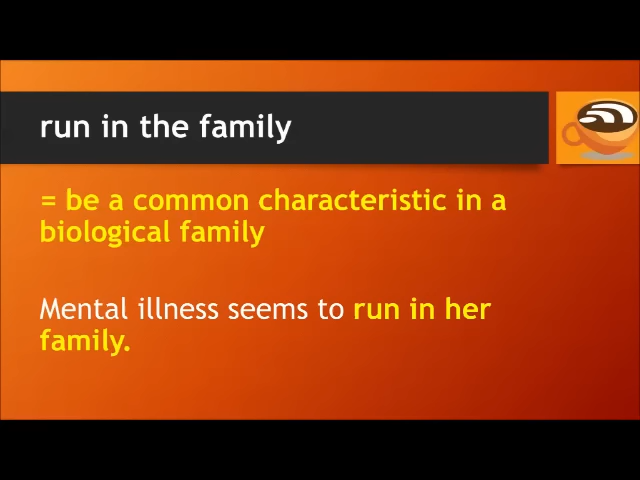 run in the family
= be a common characteristic in a
biological family
Mental illness seems to run in her
family.